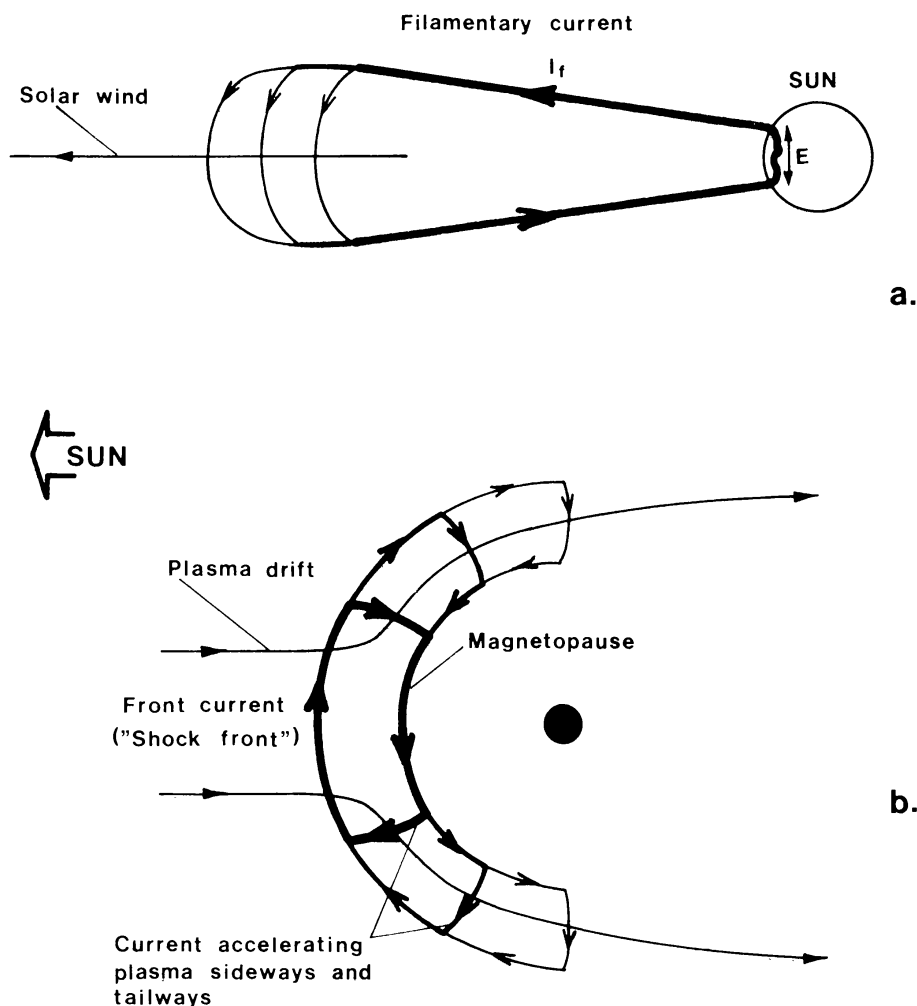 Filamentary current
I_f
SUN
Solar wind
E
a.
SUN
Plasma drift
Magnetopause
Front current
("Shock front")
b.
Current accelerating
plasma sideways and
tailways